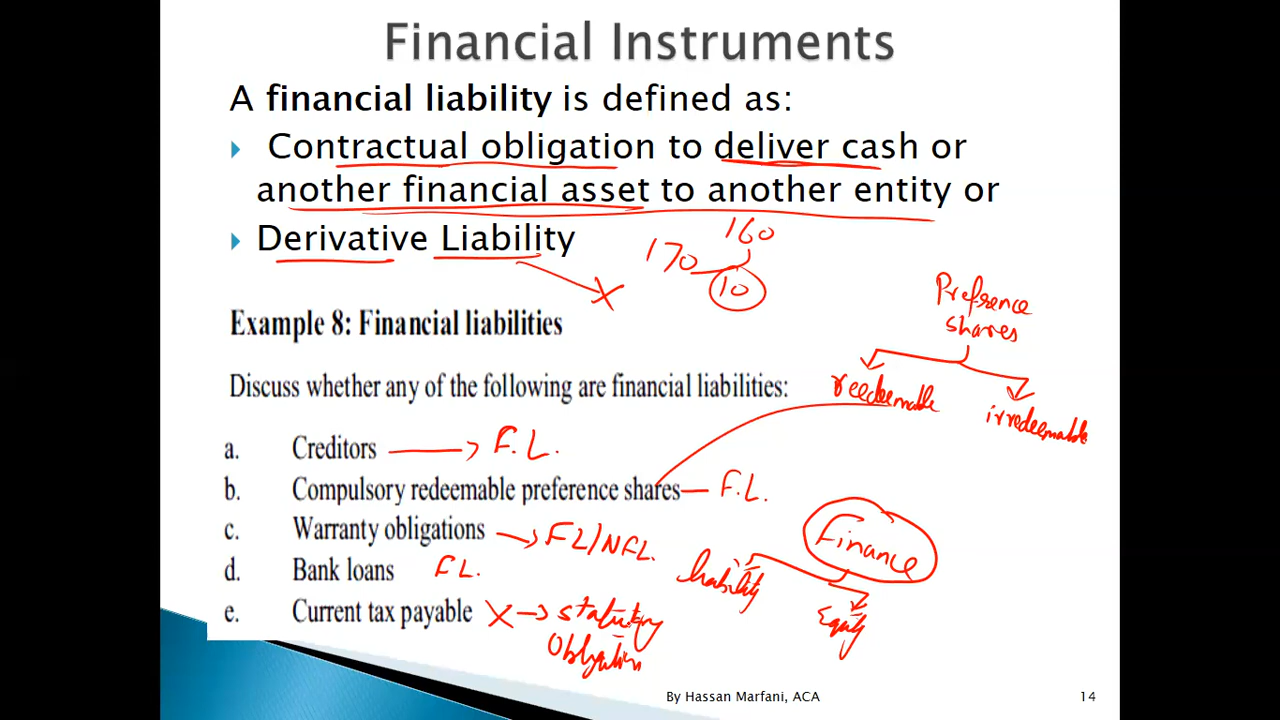 Financial Instruments
A financial liability is defined as:
Contractual obligation to deliver cash or
another financial asset to another entity or
Derivative Liability
160
170
10
Preference
shares
redeemable
irredeemable
Example 8: Financial liabilities
Discuss whether any of the following are financial liabilities:
a. Creditors F.L.
b. Compulsory redeemable preference shares F.L.
c. Warranty obligations FL/NFL.
d. Bank loans FL.
e. Current tax payable X statutory
obligation
Finance
liability
Equity
By Hassan Marfani, ACA 14